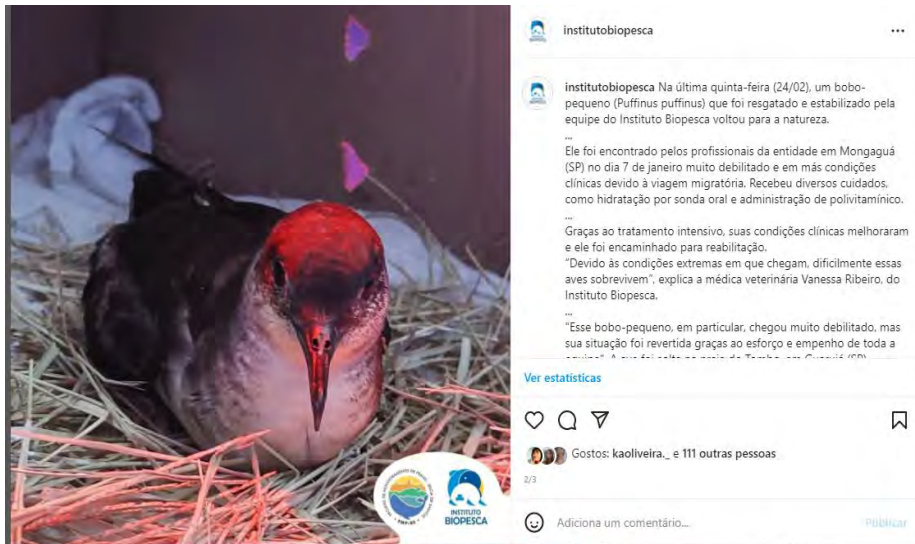 institutobiopesca
institutobiopesca Na última quinta-feira (24/02), um bobo-
pequeno (Puffinus puffinus) que foi resgatado e estabilizado pela
equipe do Instituto Biopesca voltou para a natureza.
...
Ele foi encontrado pelos profissionais da entidade em Mongaguá
(SP) no dia 7 de janeiro muito debilitado e em más condições
clínicas devido à viagem migratória. Recebeu diversos cuidados,
como hidratação por sonda oral e administração de polivitamínico.
...
Graças ao tratamento intensivo, suas condições clínicas melhoraram
e ele foi encaminhado para reabilitação.
"Devido às condições extremas em que chegam, dificilmente essas
aves sobrevivem", explica a médica veterinária Vanessa Ribeiro, do
Instituto Biopesca.
...
"Esse bobo-pequeno, em particular, chegou muito debilitado, mas
sua situação foi revertida graças ao esforço e empenho de toda a
Ver estatísticas
Gostos: kaoliveira._ e 111 outras pessoas
2/3
Adiciona um comentário...
Publicar
INSTITUTO
BIOPESCA